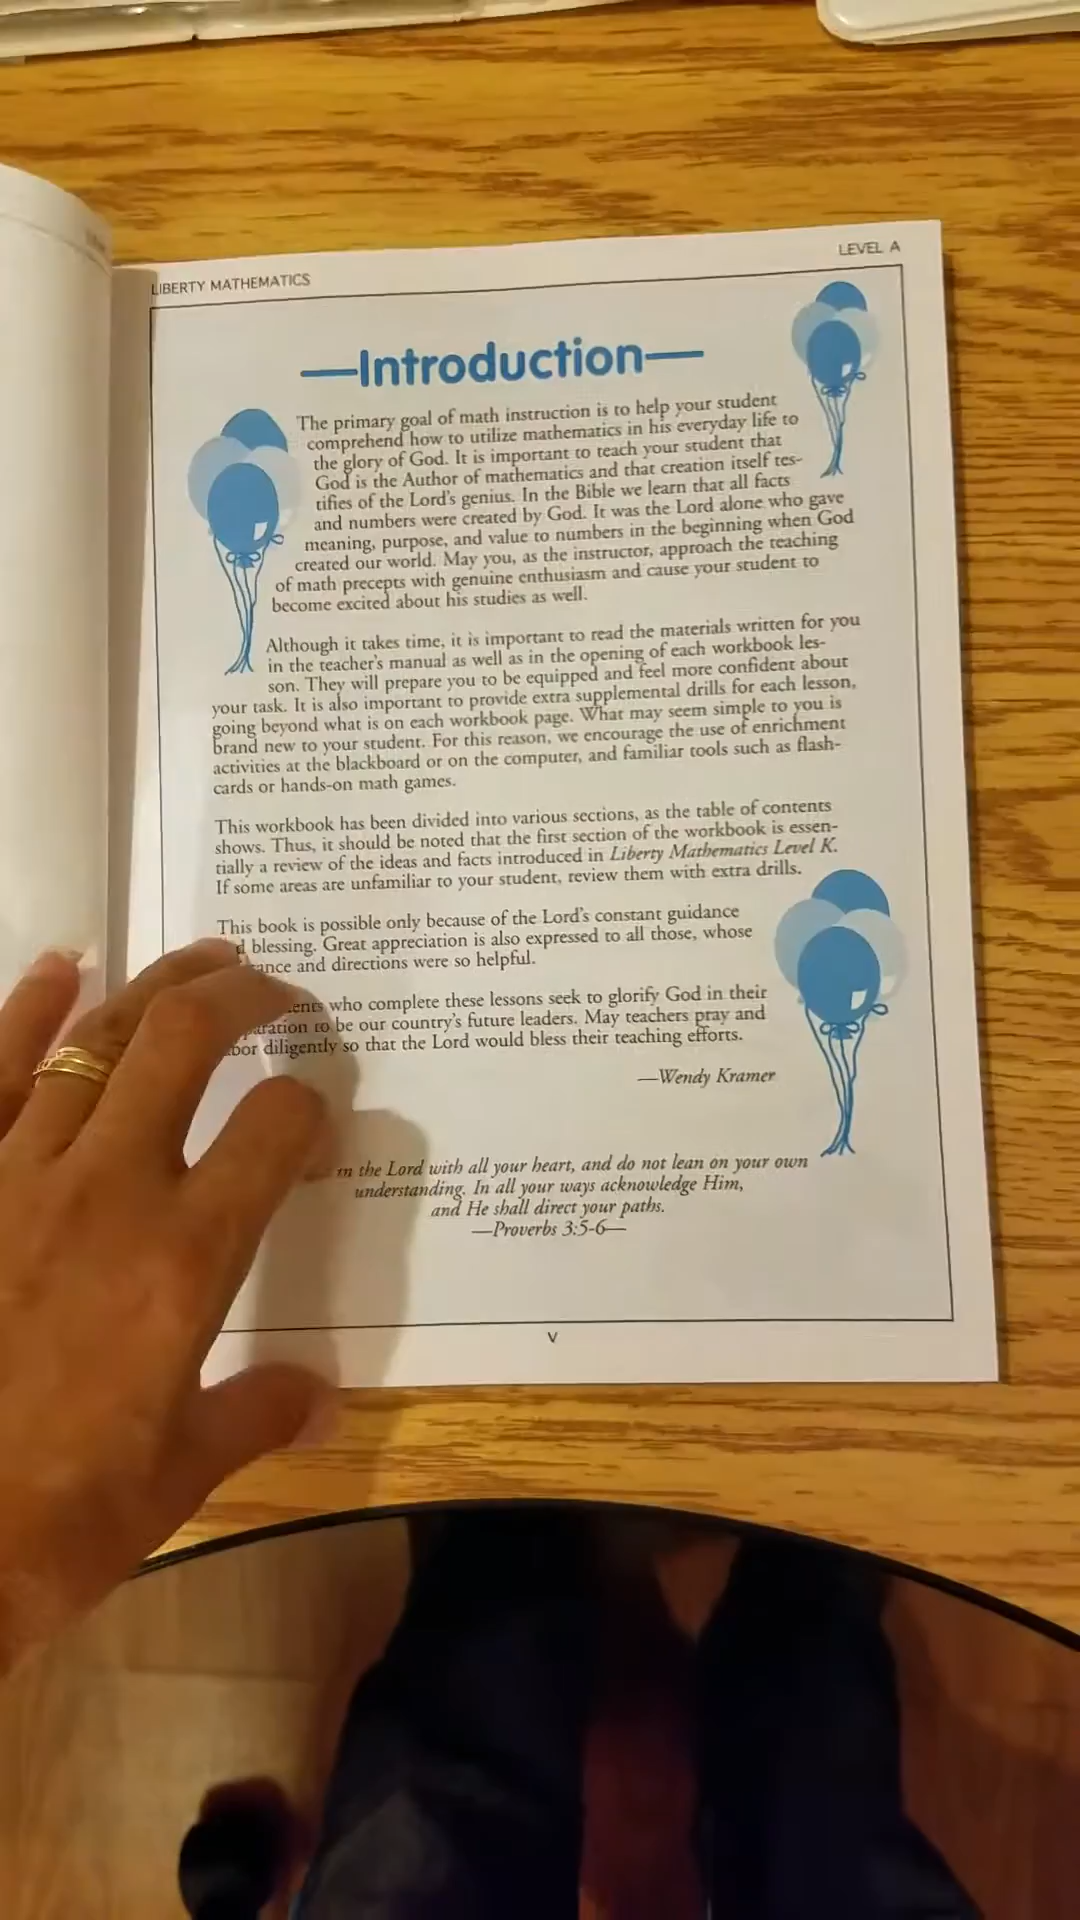 LIBERTY MATHEMATICS
LEVEL A
—Introduction—
The primary goal of math instruction is to help your student
comprehend how to utilize mathematics in his everyday life to
the glory of God. It is important to teach your student that
God is the Author of mathematics and that creation itself tes-
tifies of the Lord's genius. In the Bible we learn that all facts
and numbers were created by God. It was the Lord alone who gave
meaning, purpose, and value to numbers in the beginning when God
created our world. May you, as the instructor, approach the teaching
of math precepts with genuine enthusiasm and cause your student to
become excited about his studies as well.
Although it takes time, it is important to read the materials written for you
in the teacher's manual as well as in the opening of each workbook les-
son. They will prepare you to be equipped and feel more confident about
your task. It is also important to provide extra supplemental drills for each lesson,
going beyond what is on each workbook page. What may seem simple to you is
brand new to your student. For this reason, we encourage the use of enrichment
activities at the blackboard or on the computer, and familiar tools such as flash-
cards or hands-on math games.
This workbook has been divided into various sections, as the table of contents
shows. Thus, it should be noted that the first section of the workbook is essen-
tially a review of the ideas and facts introduced in Liberty Mathematics Level K.
If some areas are unfamiliar to your student, review them with extra drills.
This book is possible only because of the Lord's constant guidance
blessing. Great appreciation is also expressed to all those, whose
and directions were so helpful.
who complete these lessons seek to glorify God in their
to be our country's future leaders. May teachers pray and
diligently so that the Lord would bless their teaching efforts.
—Wendy Kramer
in the Lord with all your heart, and do not lean on your own
understanding. In all your ways acknowledge Him,
and He shall direct your paths.
—Proverbs 3:5-6—
V